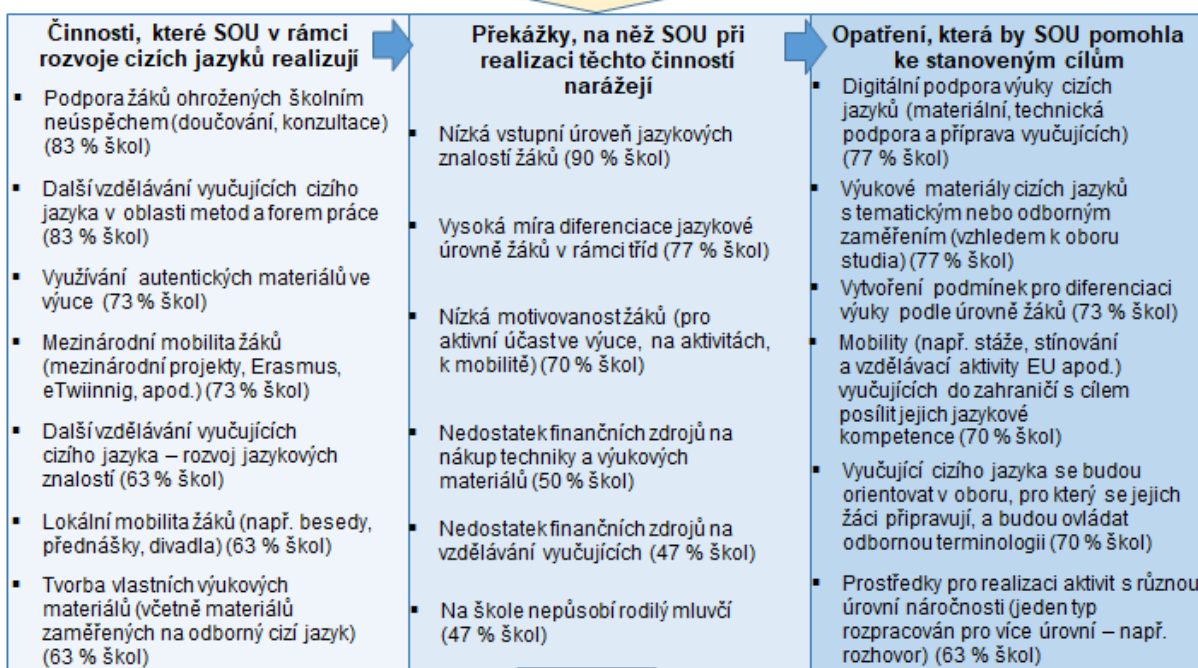 Činnosti, které SOU v rámci
rozvoje cizích jazyků realizují
▪ Podpora žáků ohrožených školním
neúspěchem (doučování, konzultace)
(83 % škol)
▪ Další vzdělávání vyučujících cizího
jazyka v oblasti metod a forem práce
(83 % škol)
▪ Využívání autentických materiálů ve
výuce (73 % škol)
▪ Mezinárodní mobilita žáků
(mezinárodní projekty, Erasmus,
eTwiinnig, apod.) (73 % škol)
▪ Další vzdělávání vyučujících
cizího jazyka – rozvoj jazykových
znalostí (63 % škol)
▪ Lokální mobilita žáků (např. besedy,
přednášky, divadla) (63 % škol)
▪ Tvorba vlastních výukových
materiálů (včetně materiálů
zaměřených na odborný cizí jazyk)
(63 % škol)
Překážky, na něž SOU při
realizaci těchto činností
narážejí
▪ Nízká vstupní úroveň jazykových
znalostí žáků (90 % škol)
▪ Vysoká míra diferenciace jazykové
úrovně žáků v rámci tříd (77 % škol)
▪ Nízká motivovanost žáků (pro
aktivní účast ve výuce, na aktivitách,
k mobilitě) (70 % škol)
▪ Nedostatek finančních zdrojů na
nákup techniky a výukových
materiálů (50 % škol)
▪ Nedostatek finančních zdrojů na
vzdělávání vyučujících (47 % škol)
▪ Na škole nepůsobí rodilý mluvčí
(47 % škol)
Opatření, která by SOU pomohla
ke stanoveným cílům
▪ Digitální podpora výuky cizích
jazyků (materiální, technická
podpora a příprava vyučujících)
(77 % škol)
▪ Výukové materiály cizích jazyků
s tematickým nebo odborným
zaměřením (vzhledem k oboru
studia) (77 % škol)
▪ Vytvoření podmínek pro diferenciaci
výuky podle úrovně žáků (73 % škol)
▪ Mobility (např. stáže, stínování
a vzdělávací aktivity EU apod.)
vyučujících do zahraničí s cílem
posílit jejich jazykové
kompetence (70 % škol)
▪ Vyučující cizího jazyka se budou
orientovat v oboru, pro který se jejich
žáci připravují, a budou ovládat
odbornou terminologii (70 % škol)
▪ Prostředky pro realizaci aktivit s různou
úrovní náročnosti (jeden typ
rozpracován pro více úrovní – např.
rozhovor) (63 % škol)